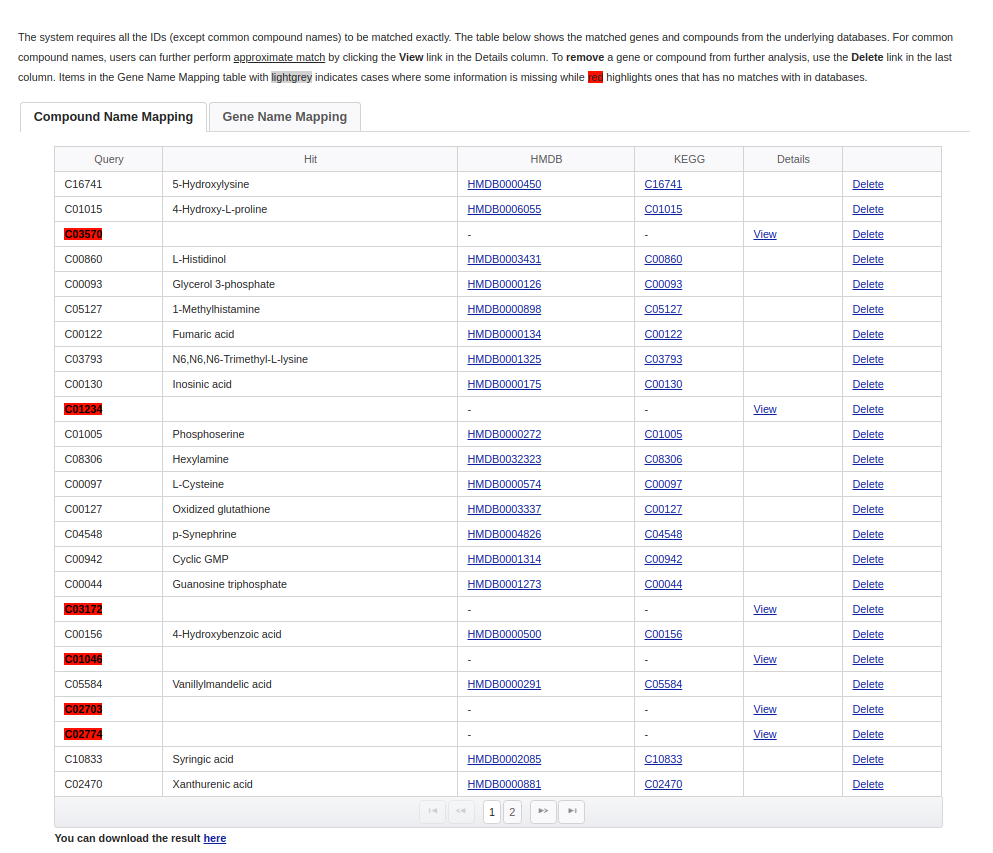 The system requires all the IDs (except common compound names) to be matched exactly. The table below shows the matched genes and compounds from the underlying databases. For common
compound names, users can further perform approximate match by clicking the View link in the Details column. To remove a gene or compound from further analysis, use the Delete link in the last
column. Items in the Gene Name Mapping table with lightgrey indicates cases where some information is missing while red highlights ones that has no matches with in databases.
Compound Name Mapping Gene Name Mapping
Query Hit HMDB KEGG Details
C16741 5-Hydroxylysine HMDB0000450 C16741 Delete
C01015 4-Hydroxy-L-proline HMDB0006055 C01015 Delete
C03570 - - View Delete
C00860 L-Histidinol HMDB0003431 C00860 Delete
C00093 Glycerol 3-phosphate HMDB0000126 C00093 Delete
C05127 1-Methylhistamine HMDB0000898 C05127 Delete
C00122 Fumaric acid HMDB0000134 C00122 Delete
C03793 N6,N6,N6-Trimethyl-L-lysine HMDB0001325 C03793 Delete
C00130 Inosinic acid HMDB0000175 C00130 Delete
C01234 - - View Delete
C01005 Phosphoserine HMDB0000272 C01005 Delete
C08306 Hexylamine HMDB0032323 C08306 Delete
C00097 L-Cysteine HMDB0000574 C00097 Delete
C00127 Oxidized glutathione HMDB0003337 C00127 Delete
C04548 p-Synephrine HMDB0004826 C04548 Delete
C00942 Cyclic GMP HMDB0001314 C00942 Delete
C00044 Guanosine triphosphate HMDB0001273 C00044 Delete
C03172 - - View Delete
C00156 4-Hydroxybenzoic acid HMDB0000500 C00156 Delete
C01046 - - View Delete
C05584 Vanillylmandelic acid HMDB0000291 C05584 Delete
C02703 - - View Delete
C02774 - - View Delete
C10833 Syringic acid HMDB0002085 C10833 Delete
C02470 Xanthurenic acid HMDB0000881 C02470 Delete
1 2
You can download the result here